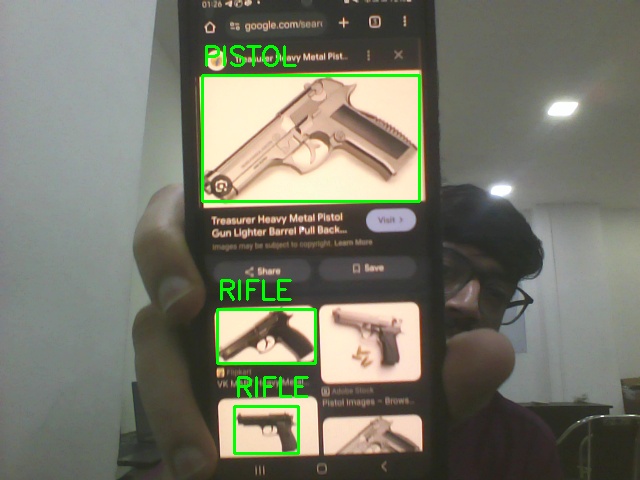 01:26
google.com/sear
3
PISTOL
Treasurer Heavy Metal Pist..
Treasurer Heavy Metal Pistol
Gun Lighter Barrel Pull Back...
Visit >
Images may be subject to copyright. Learn More
Share
Save
RIFLE
Flipkart
VK
RIFLE
Adobe Stock
Pistol Images – Brows...